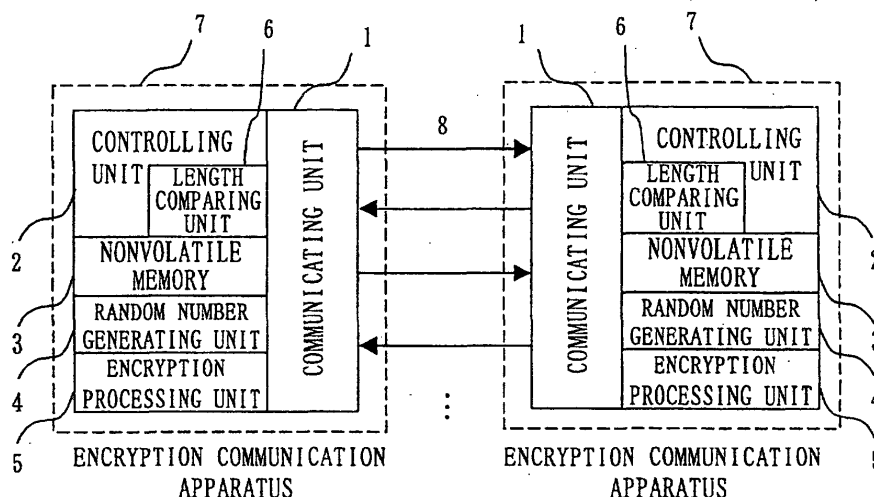 7
6
1
1
6
7
CONTROLLING
UNIT
LENGTH
COMPARING
UNIT
COMMUNICATING UNIT
8
COMMUNICATING UNIT
CONTROLLING
UNIT
LENGTH
COMPARING
UNIT
2
NONVOLATILE
MEMORY
NONVOLATILE
MEMORY
2
3
RANDOM NUMBER
GENERATING UNIT
RANDOM NUMBER
GENERATING UNIT
3
4
ENCRYPTION
PROCESSING UNIT
ENCRYPTION
PROCESSING UNIT
4
5
5
ENCRYPTION COMMUNICATION
APPARATUS
ENCRYPTION COMMUNICATION
APPARATUS